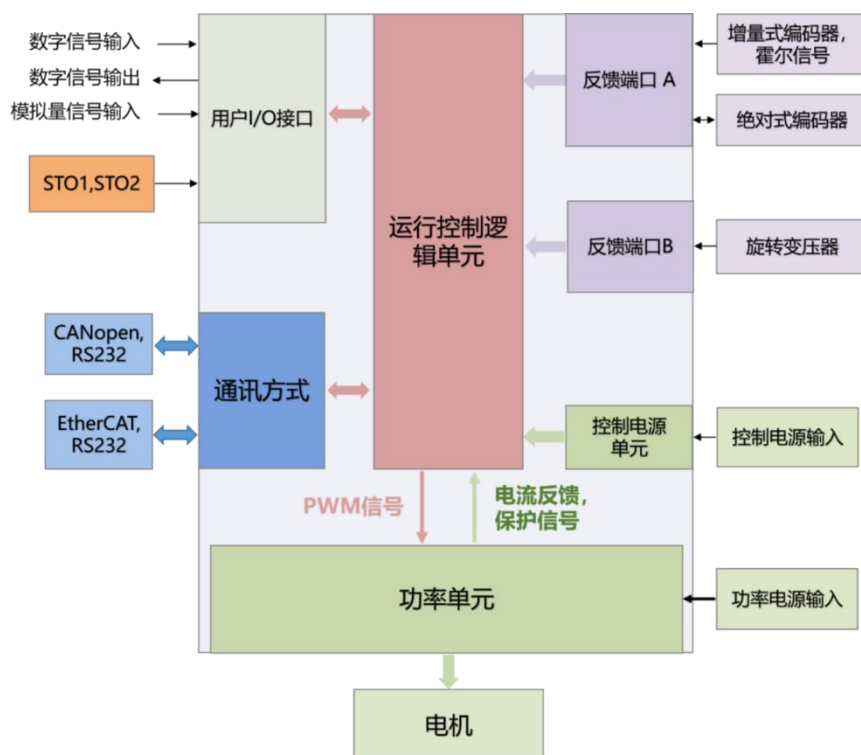 数字信号输入
数字信号输出
模拟量信号输入
STO1,STO2
用户I/O接口
CANopen,
RS232
EtherCAT,
RS232
通讯方式
运行控制逻
辑单元
反馈端口 A
反馈端口B
控制电源
单元
增量式编码器，
霍尔信号
绝对式编码器
旋转变压器
控制电源输入
PWM信号
电流反馈，
保护信号
功率单元
功率电源输入
电机